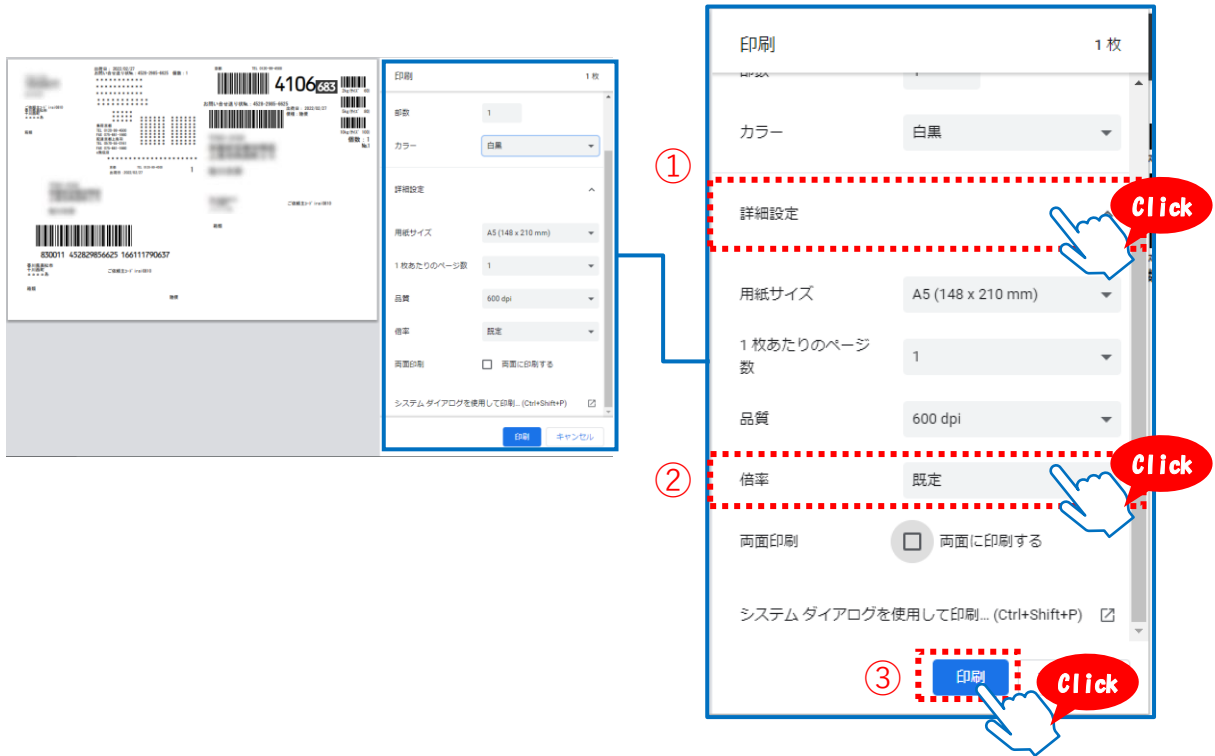 出荷日 : 2022/02/27
お問い合せ送り状№ : 4528-2985-6625 個数 : 1
4106 683
お問い合せ送り状№ : 4528-2985-6625
出荷日 : 2022/02/27
個数 : 1
№1
1
830011 452829856625 166111790637
印刷 1 枚
部数 1
カラー 白黒
詳細設定
用紙サイズ A5 (148 x 210 mm)
1 枚あたりのページ数 1
品質 600 dpi
倍率 既定
両面印刷 両面に印刷する
システム ダイアログを使用して印刷... (Ctrl+Shift+P)
印刷 キャンセル
印刷 1 枚
部数 1
カラー 白黒
①
詳細設定
Click
用紙サイズ A5 (148 x 210 mm)
1 枚あたりのページ
数
1
品質 600 dpi
②
倍率 既定
Click
両面印刷 両面に印刷する
システム ダイアログを使用して印刷... (Ctrl+Shift+P)
③
印刷
Click